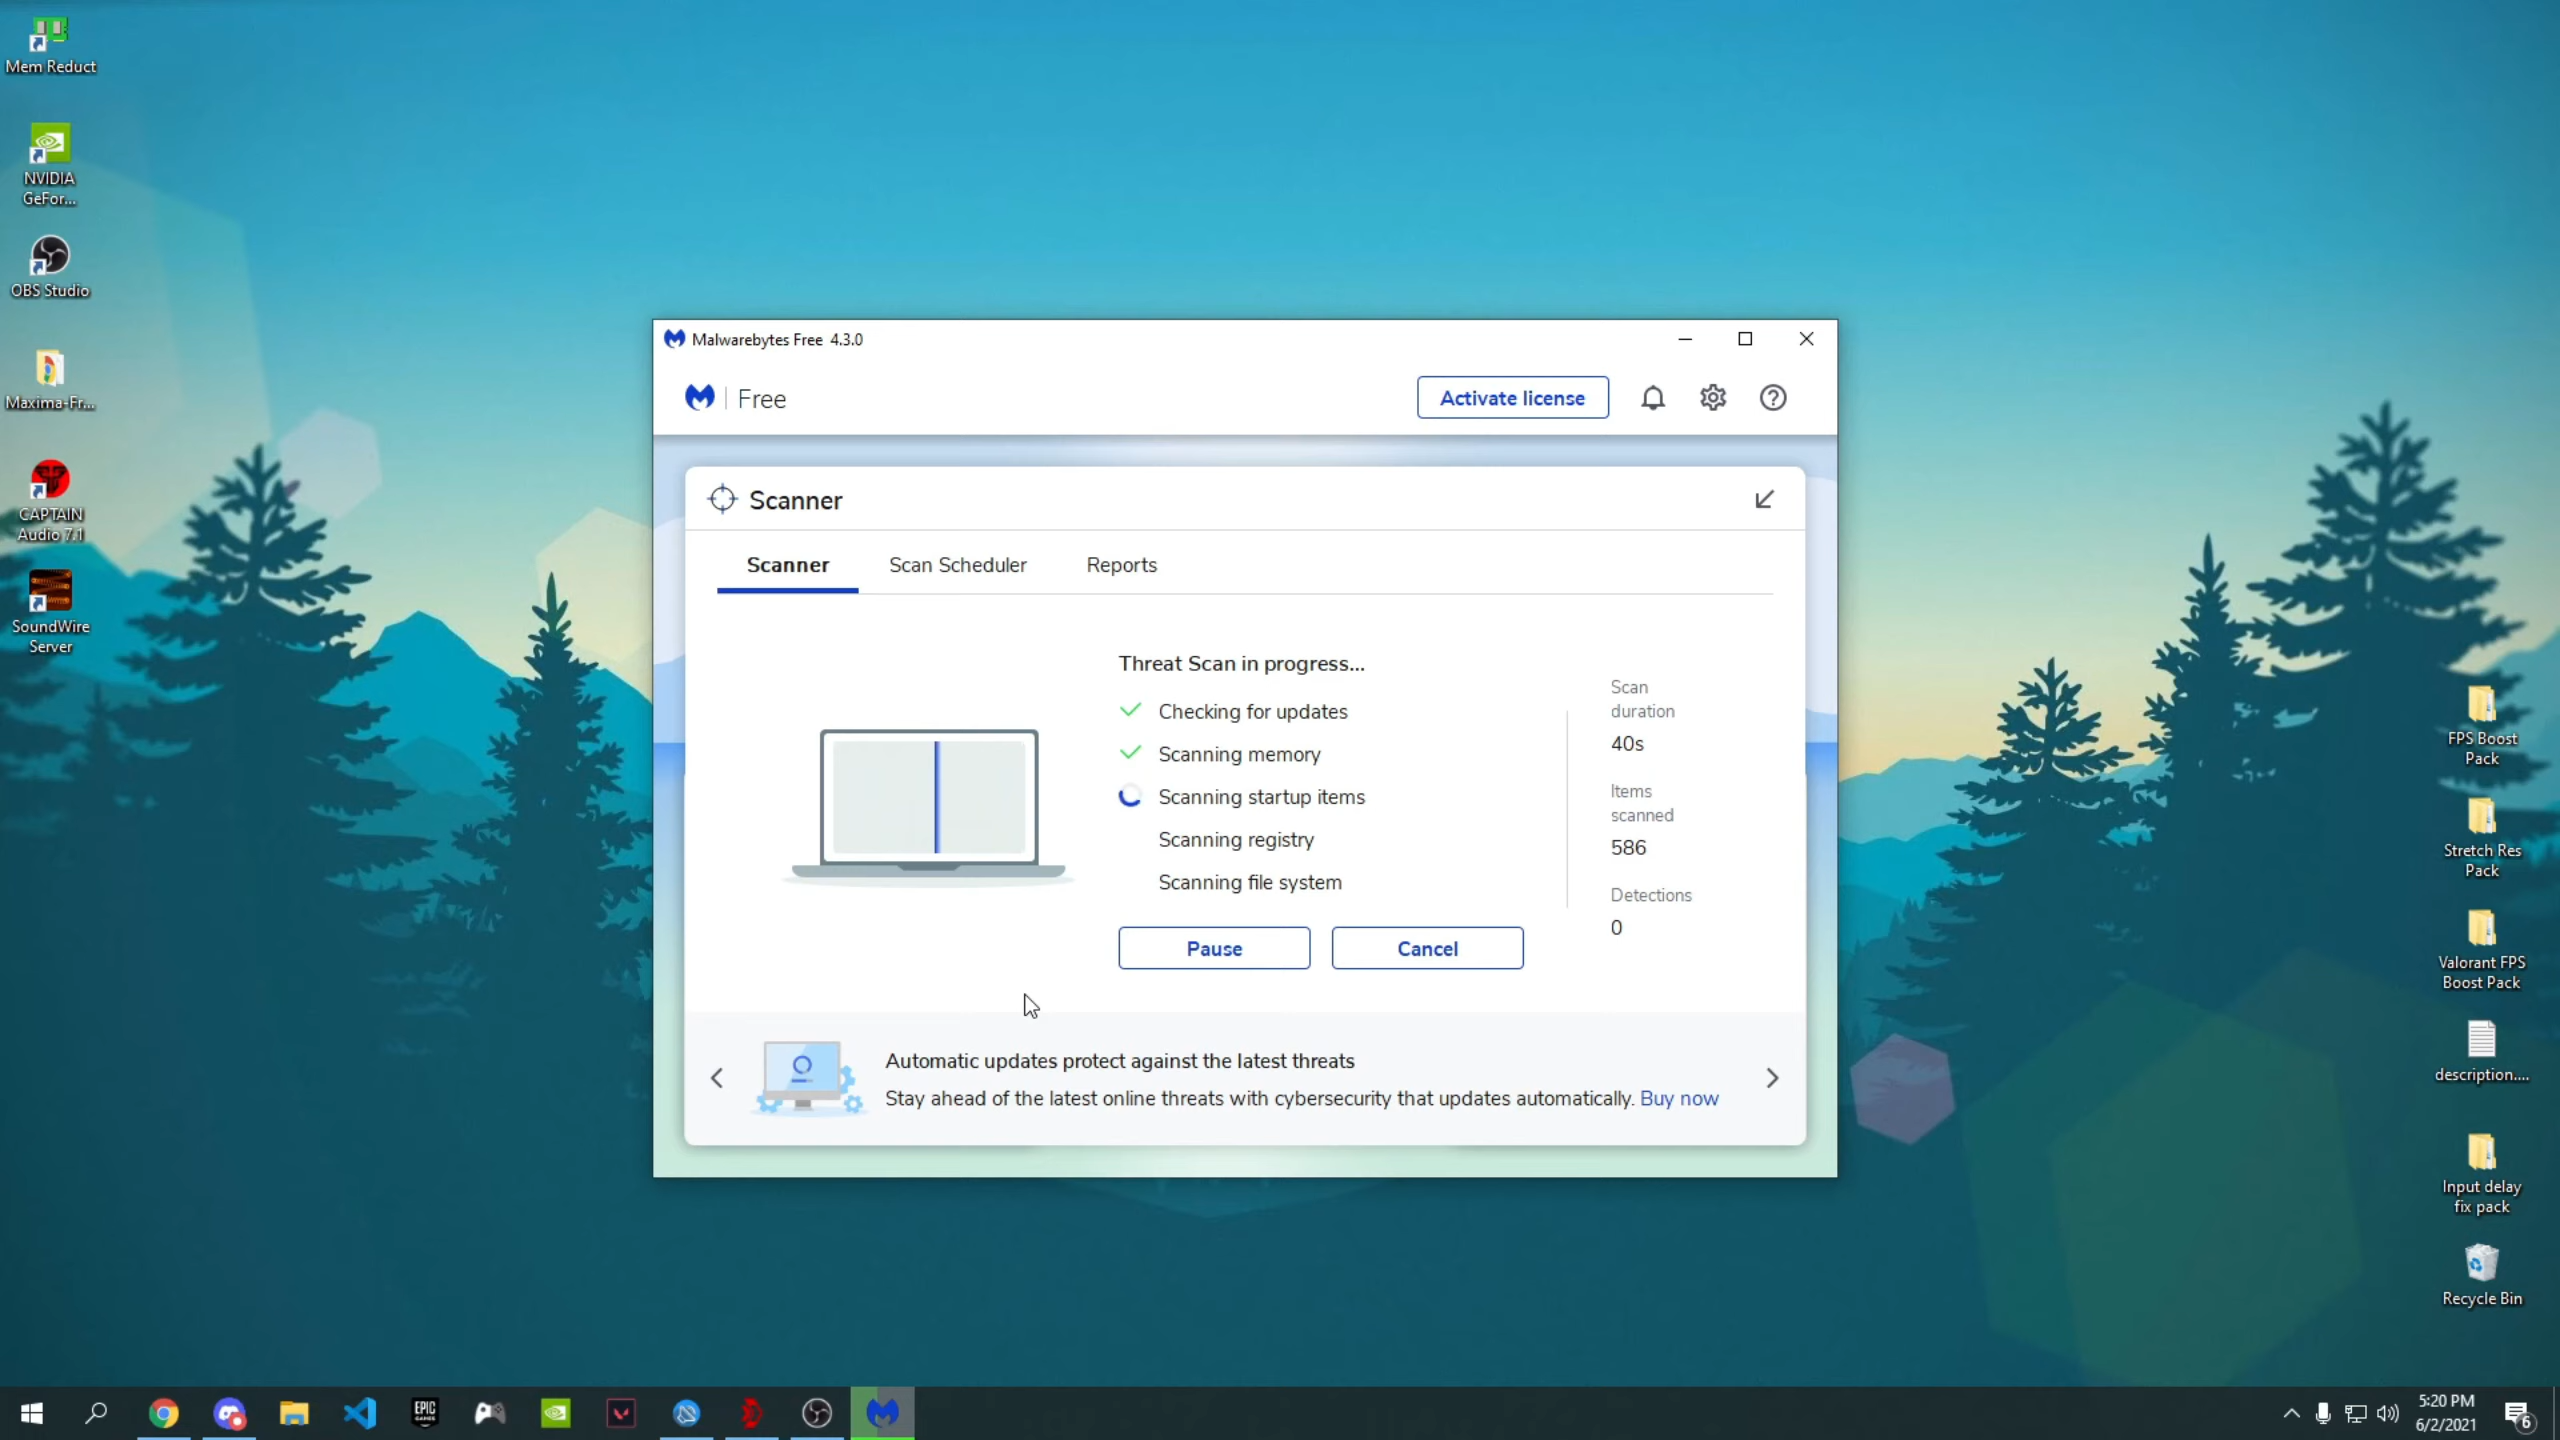 Mem Reduct
NVIDIA
GeFor...
OBS Studio
Maxima-Fr...
CAPTAIN
Audio 7.1
SoundWire
Server
Malwarebytes Free 4.3.0
Free
Activate license
Scanner
Scanner
Scan Scheduler
Reports
Threat Scan in progress...
Checking for updates
Scanning memory
Scanning startup items
Scanning registry
Scanning file system
Pause
Cancel
Scan
duration
40s
Items
scanned
586
Detections
0
Automatic updates protect against the latest threats
Stay ahead of the latest online threats with cybersecurity that updates automatically. Buy now
FPS Boost
Pack
Stretch Res
Pack
Valorant FPS
Boost Pack
description....
Input delay
fix pack
Recycle Bin
EPIC
GAMES
5:20 PM
6/2/2021
6